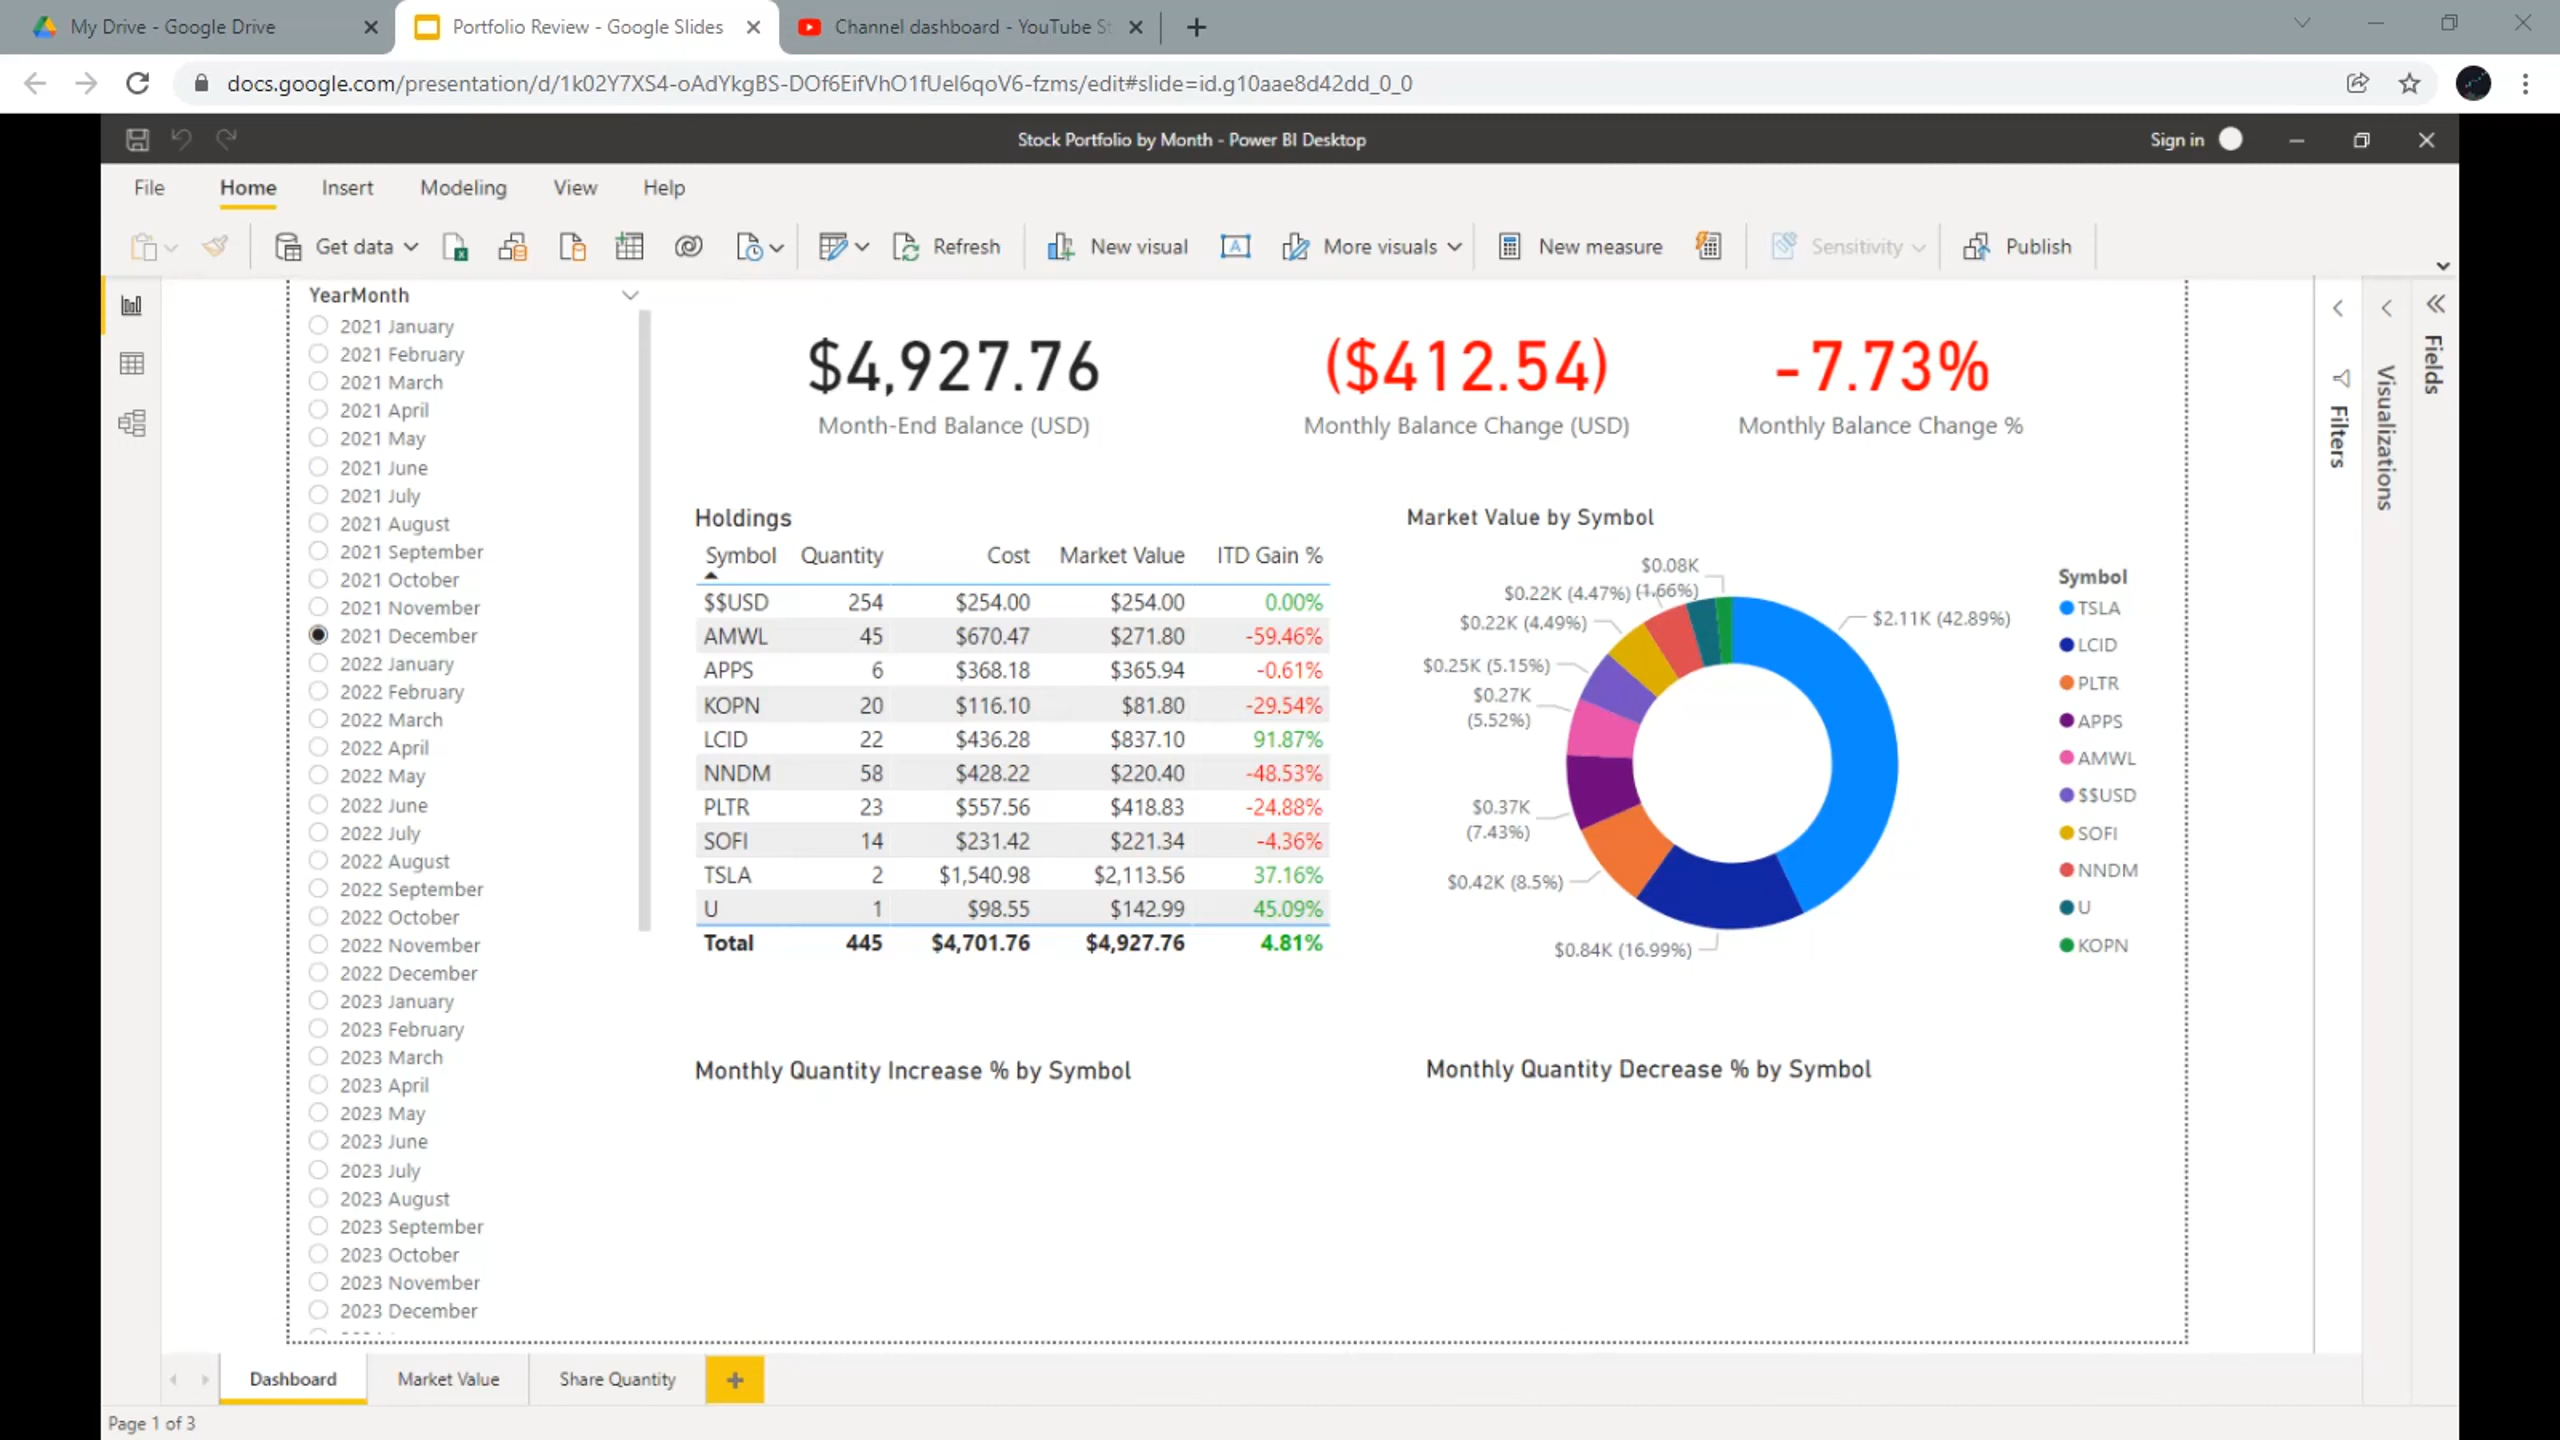 My Drive - Google Drive
Portfolio Review - Google Slides
Channel dashboard - YouTube St
docs.google.com/presentation/d/1k02Y7XS4-oAdYkgBS-DOf6EifVhO1fUel6qoV6-fzms/edit#slide=id.g10aae8d42dd_0_0
Stock Portfolio by Month - Power BI Desktop
Sign in
File Home Insert Modeling View Help
Get data Refresh New visual More visuals New measure Sensitivity Publish
YearMonth
2021 January
2021 February
2021 March
2021 April
2021 May
2021 June
2021 July
2021 August
2021 September
2021 October
2021 November
2021 December
2022 January
2022 February
2022 March
2022 April
2022 May
2022 June
2022 July
2022 August
2022 September
2022 October
2022 November
2022 December
2023 January
2023 February
2023 March
2023 April
2023 May
2023 June
2023 July
2023 August
2023 September
2023 October
2023 November
2023 December
$4,927.76
Month-End Balance (USD)
($412.54)
Monthly Balance Change (USD)
-7.73%
Monthly Balance Change %
Holdings
Symbol Quantity Cost Market Value ITD Gain %
$$USD 254 $254.00 $254.00 0.00%
AMWL 45 $670.47 $271.80 -59.46%
APPS 6 $368.18 $365.94 -0.61%
KOPN 20 $116.10 $81.80 -29.54%
LCID 22 $436.28 $837.10 91.87%
NNDM 58 $428.22 $220.40 -48.53%
PLTR 23 $557.56 $418.83 -24.88%
SOFI 14 $231.42 $221.34 -4.36%
TSLA 2 $1,540.98 $2,113.56 37.16%
U 1 $98.55 $142.99 45.09%
Total 445 $4,701.76 $4,927.76 4.81%
Market Value by Symbol
$0.08K
(1.66%)
$0.22K (4.47%)
$0.22K (4.49%)
$0.25K (5.15%)
$0.27K
(5.52%)
$0.37K
(7.43%)
$0.42K (8.5%)
$0.84K (16.99%)
$2.11K (42.89%)
Symbol
TSLA
LCID
PLTR
APPS
AMWL
$$USD
SOFI
NNDM
U
KOPN
Monthly Quantity Increase % by Symbol
Monthly Quantity Decrease % by Symbol
Filters
Visualizations
Fields
Dashboard Market Value Share Quantity
Page 1 of 3